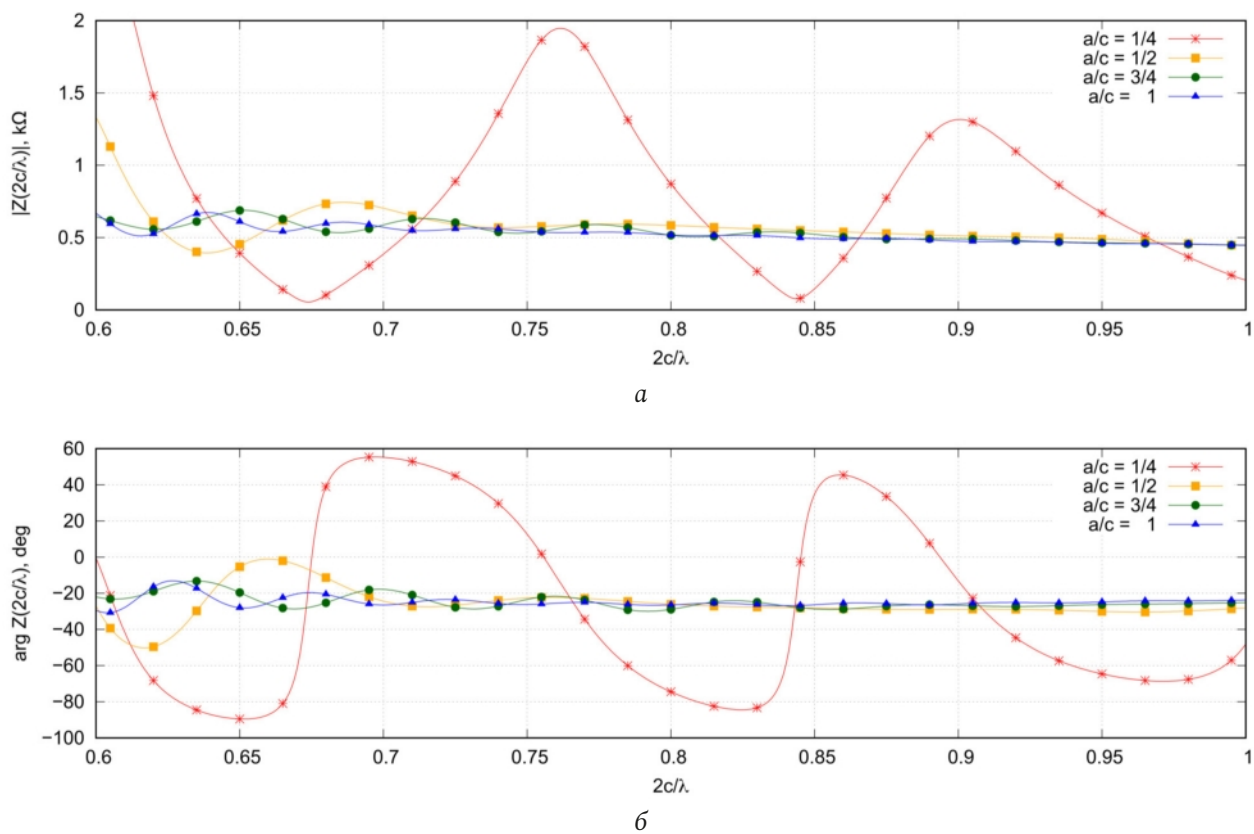 2
1.5
1
0.5
0
|Z(2c/λ)|, kΩ
a/c = 1/4
a/c = 1/2
a/c = 3/4
a/c = 1
0.6 0.65 0.7 0.75 0.8 0.85 0.9 0.95 1
2c/λ
а
60
40
20
0
−20
−40
−60
−80
−100
arg Z(2c/λ), deg
a/c = 1/4
a/c = 1/2
a/c = 3/4
a/c = 1
0.6 0.65 0.7 0.75 0.8 0.85 0.9 0.95 1
2c/λ
б